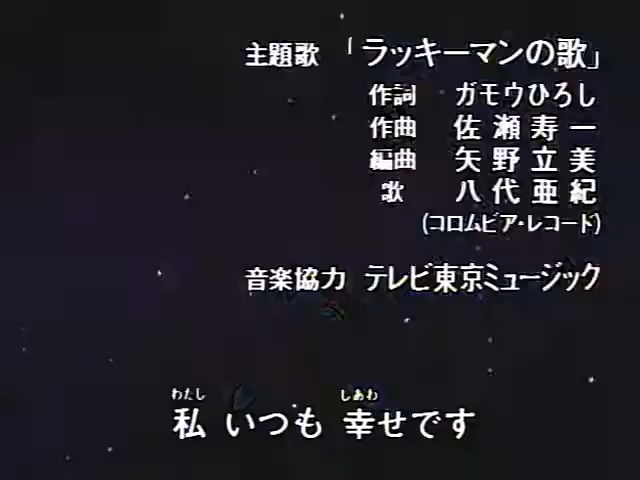 主題歌 「ラッキーマンの歌」
作詞 ガモウひろし
作曲 佐瀬寿一
編曲 矢野立美
歌 八代亜紀
(コロムビア・レコード)
音楽協力 テレビ東京ミュージック
わたし しあわ
私 いつも 幸せです